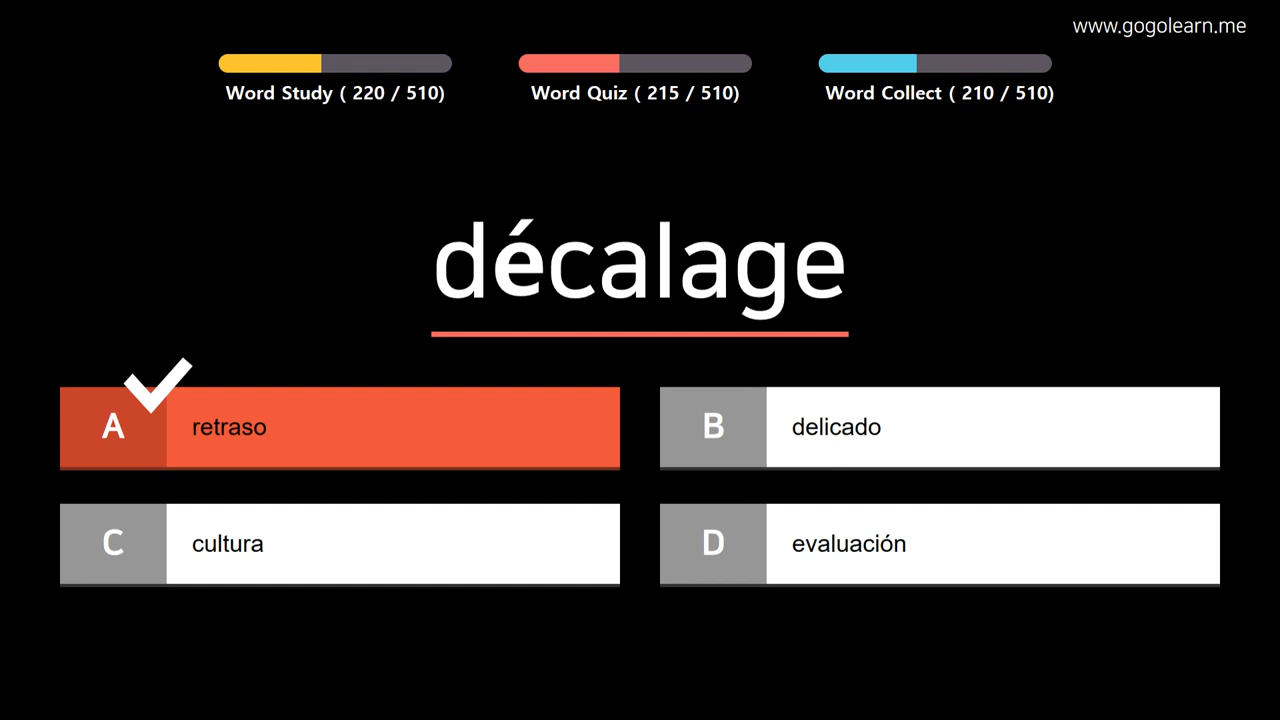 www.gogolearn.me
Word Study ( 220 / 510)
Word Quiz ( 215 / 510)
Word Collect ( 210 / 510)
décalage
A
retraso
B
delicado
C
cultura
D
evaluación